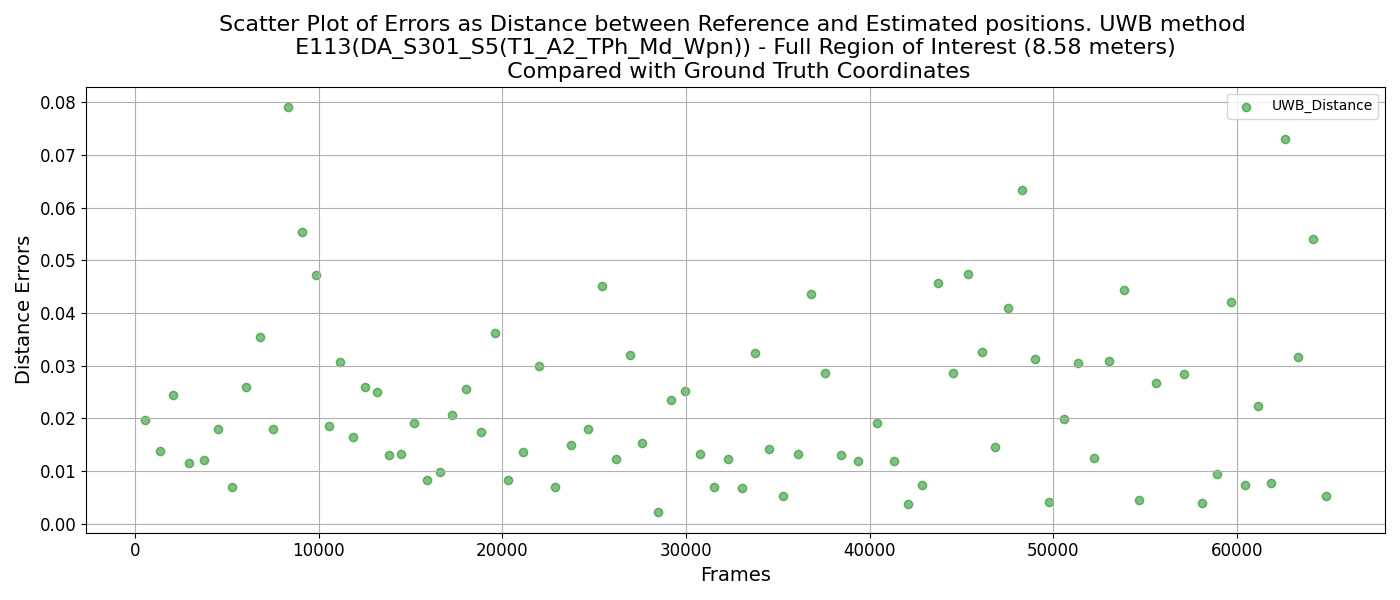 Scatter Plot of Errors as Distance between Reference and Estimated positions. UWB method
E113(DA_S301_S5(T1_A2_TPh_Md_Wpn)) - Full Region of Interest (8.58 meters)
Compared with Ground Truth Coordinates
UWB_Distance
Distance Errors
0.08
0.07
0.06
0.05
0.04
0.03
0.02
0.01
0.00
0 10000 20000 30000 40000 50000 60000
Frames